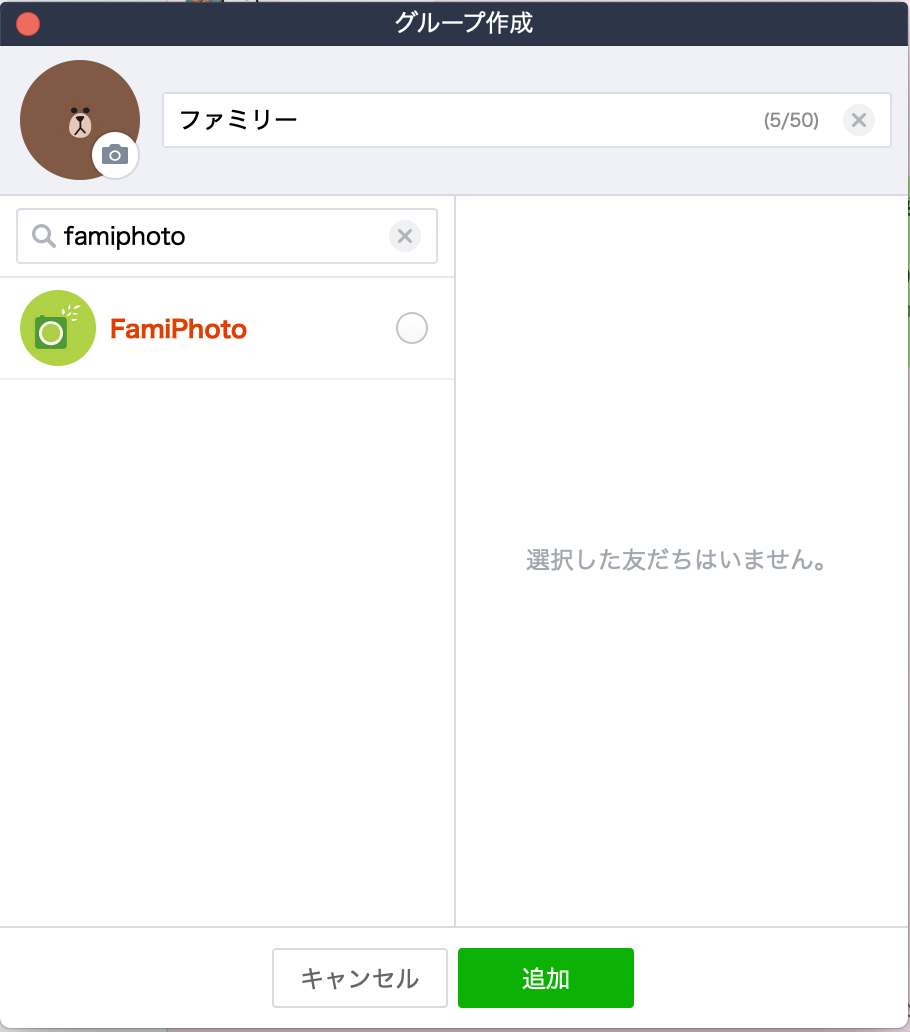 グループ作成
ファミリー
(5/50)
famiphoto
FamiPhoto
選択した友だちはいません。
キャンセル
追加